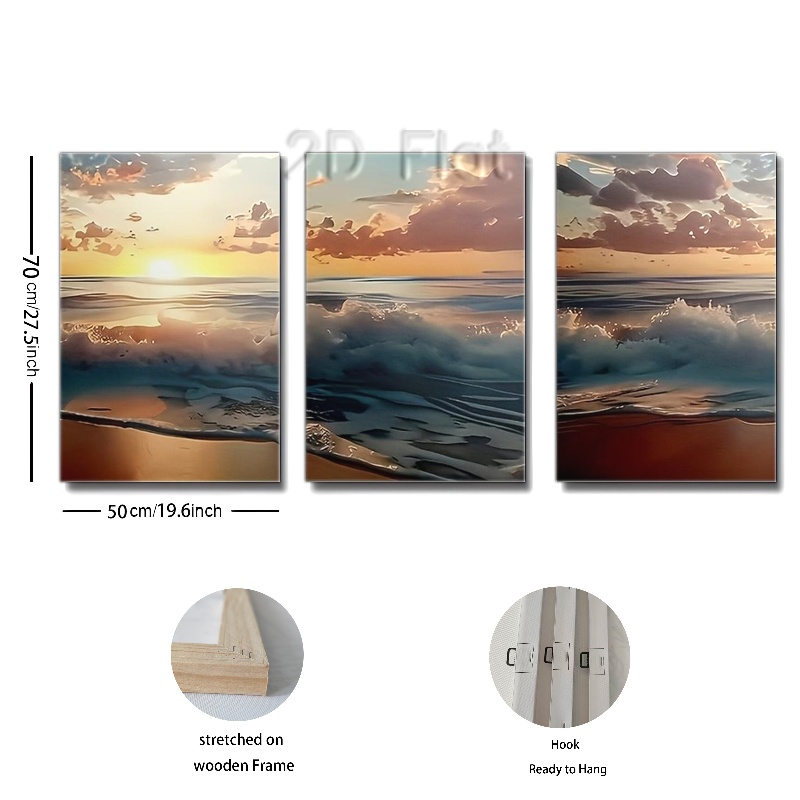 2D Flat
70cm/27.5inch
50cm/19.6inch
stretched on
wooden Frame
Hook
Ready to Hang